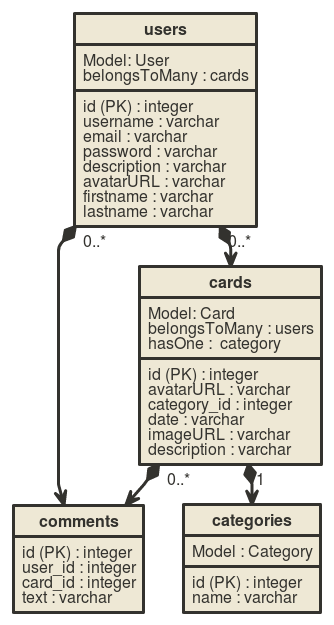 users
Model: User
belongsToMany : cards
id (PK) : integer
username : varchar
email : varchar
password : varchar
description : varchar
avatarURL : varchar
firstname : varchar
lastname : varchar
0..*
0..*
cards
Model: Card
belongsToMany : users
hasOne :  category
id (PK) : integer
avatarURL : varchar
category_id : integer
date : varchar
imageURL : varchar
description : varchar
0..*
1
comments
id (PK) : integer
user_id : integer
card_id : integer
text : varchar
categories
Model : Category
id (PK) : integer
name : varchar